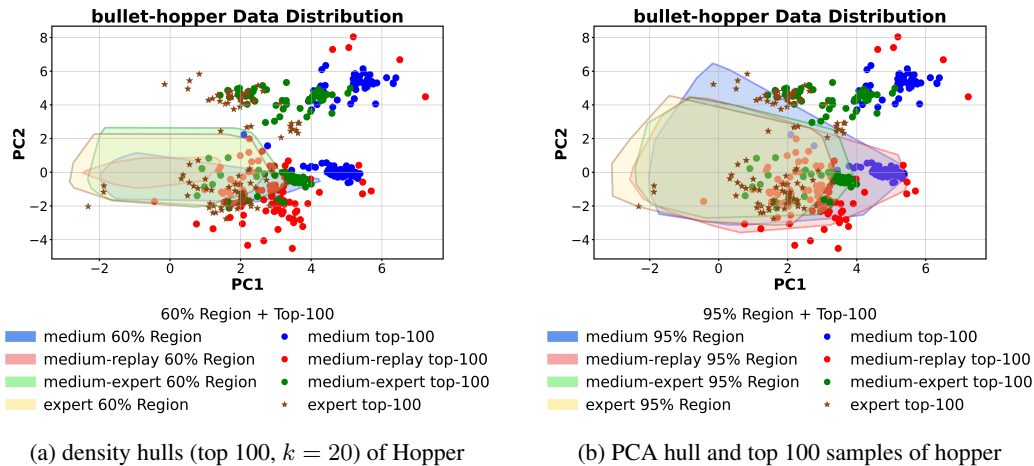 bullet-hopper Data Distribution
8
6
4
2
0
−2
−4
PC2
−2
0
2
4
6
PC1
60% Region + Top-100
medium 60% Region
medium-replay 60% Region
medium-expert 60% Region
expert 60% Region
medium top-100
medium-replay top-100
medium-expert top-100
expert top-100
(a) density hulls (top 100, k = 20) of Hopper
bullet-hopper Data Distribution
8
6
4
2
0
−2
−4
PC2
−2
0
2
4
6
PC1
95% Region + Top-100
medium 95% Region
medium-replay 95% Region
medium-expert 95% Region
expert 95% Region
medium top-100
medium-replay top-100
medium-expert top-100
expert top-100
(b) PCA hull and top 100 samples of hopper